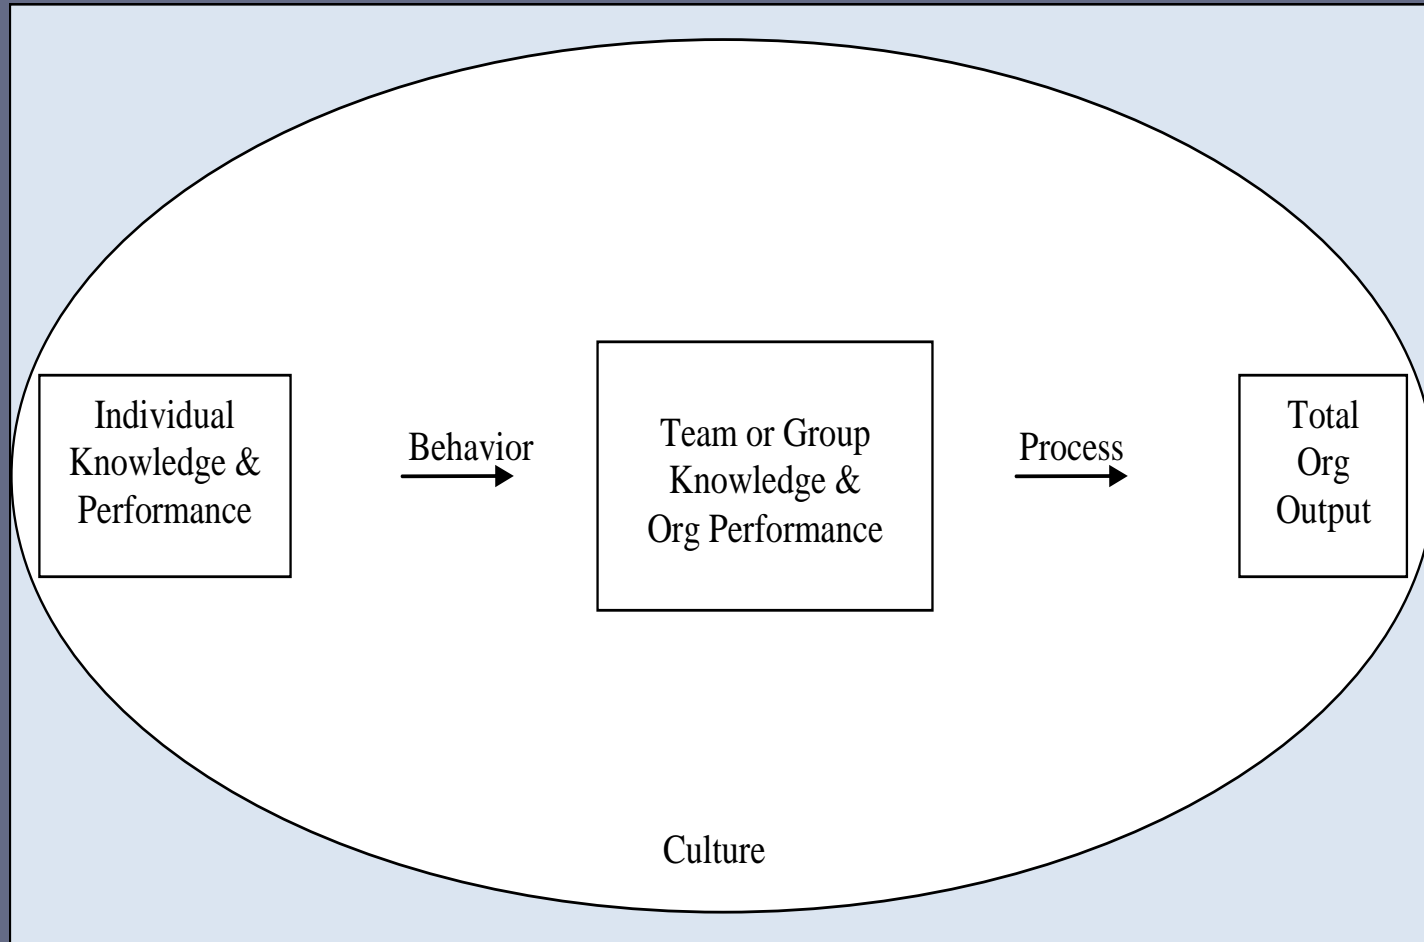 Individual
Knowledge &
Performance
Behavior
Team or Group
Knowledge &
Org Performance
Process
Total
Org
Output
Culture